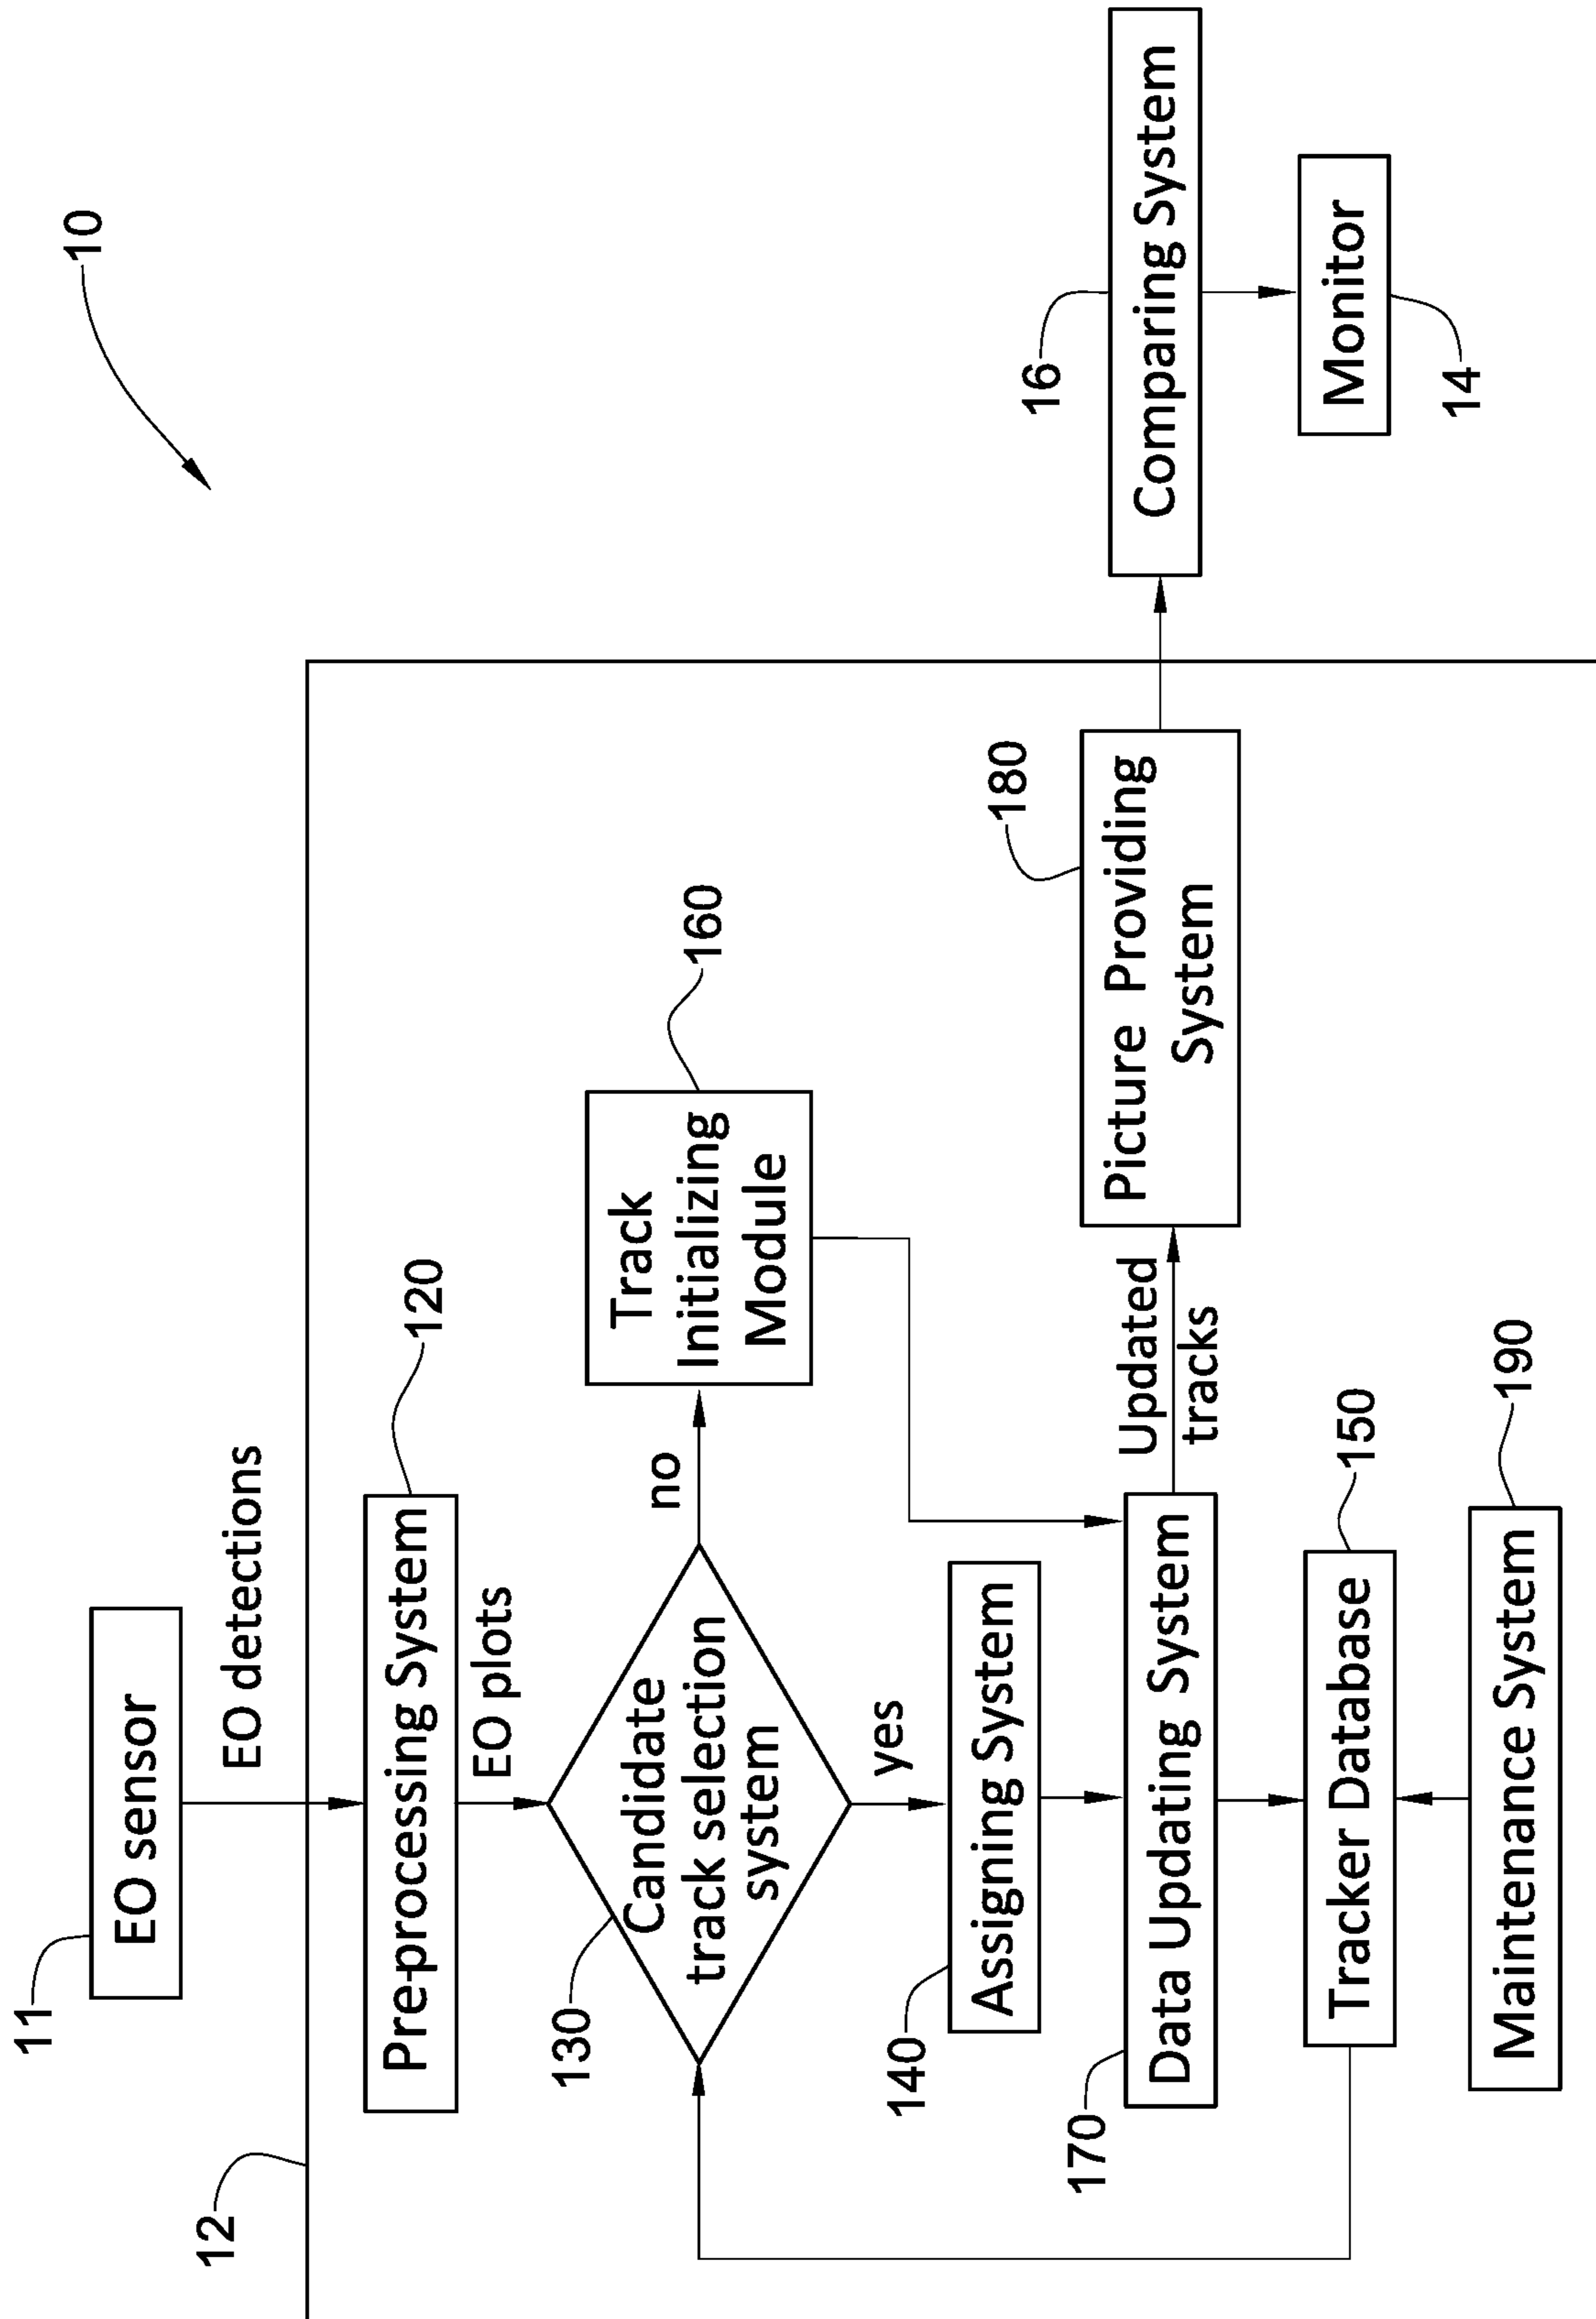 10
11
EO sensor
EO detections
12
Pre-processing System
120
EO plots
130
Candidate
track selection
system
no
Track
Initializing
Module
160
yes
140
Assigning System
170
Data Updating System
Updated
tracks
Picture Providing
System
180
16
Comparing System
Monitor
14
Tracker Database
150
Maintenance System
190